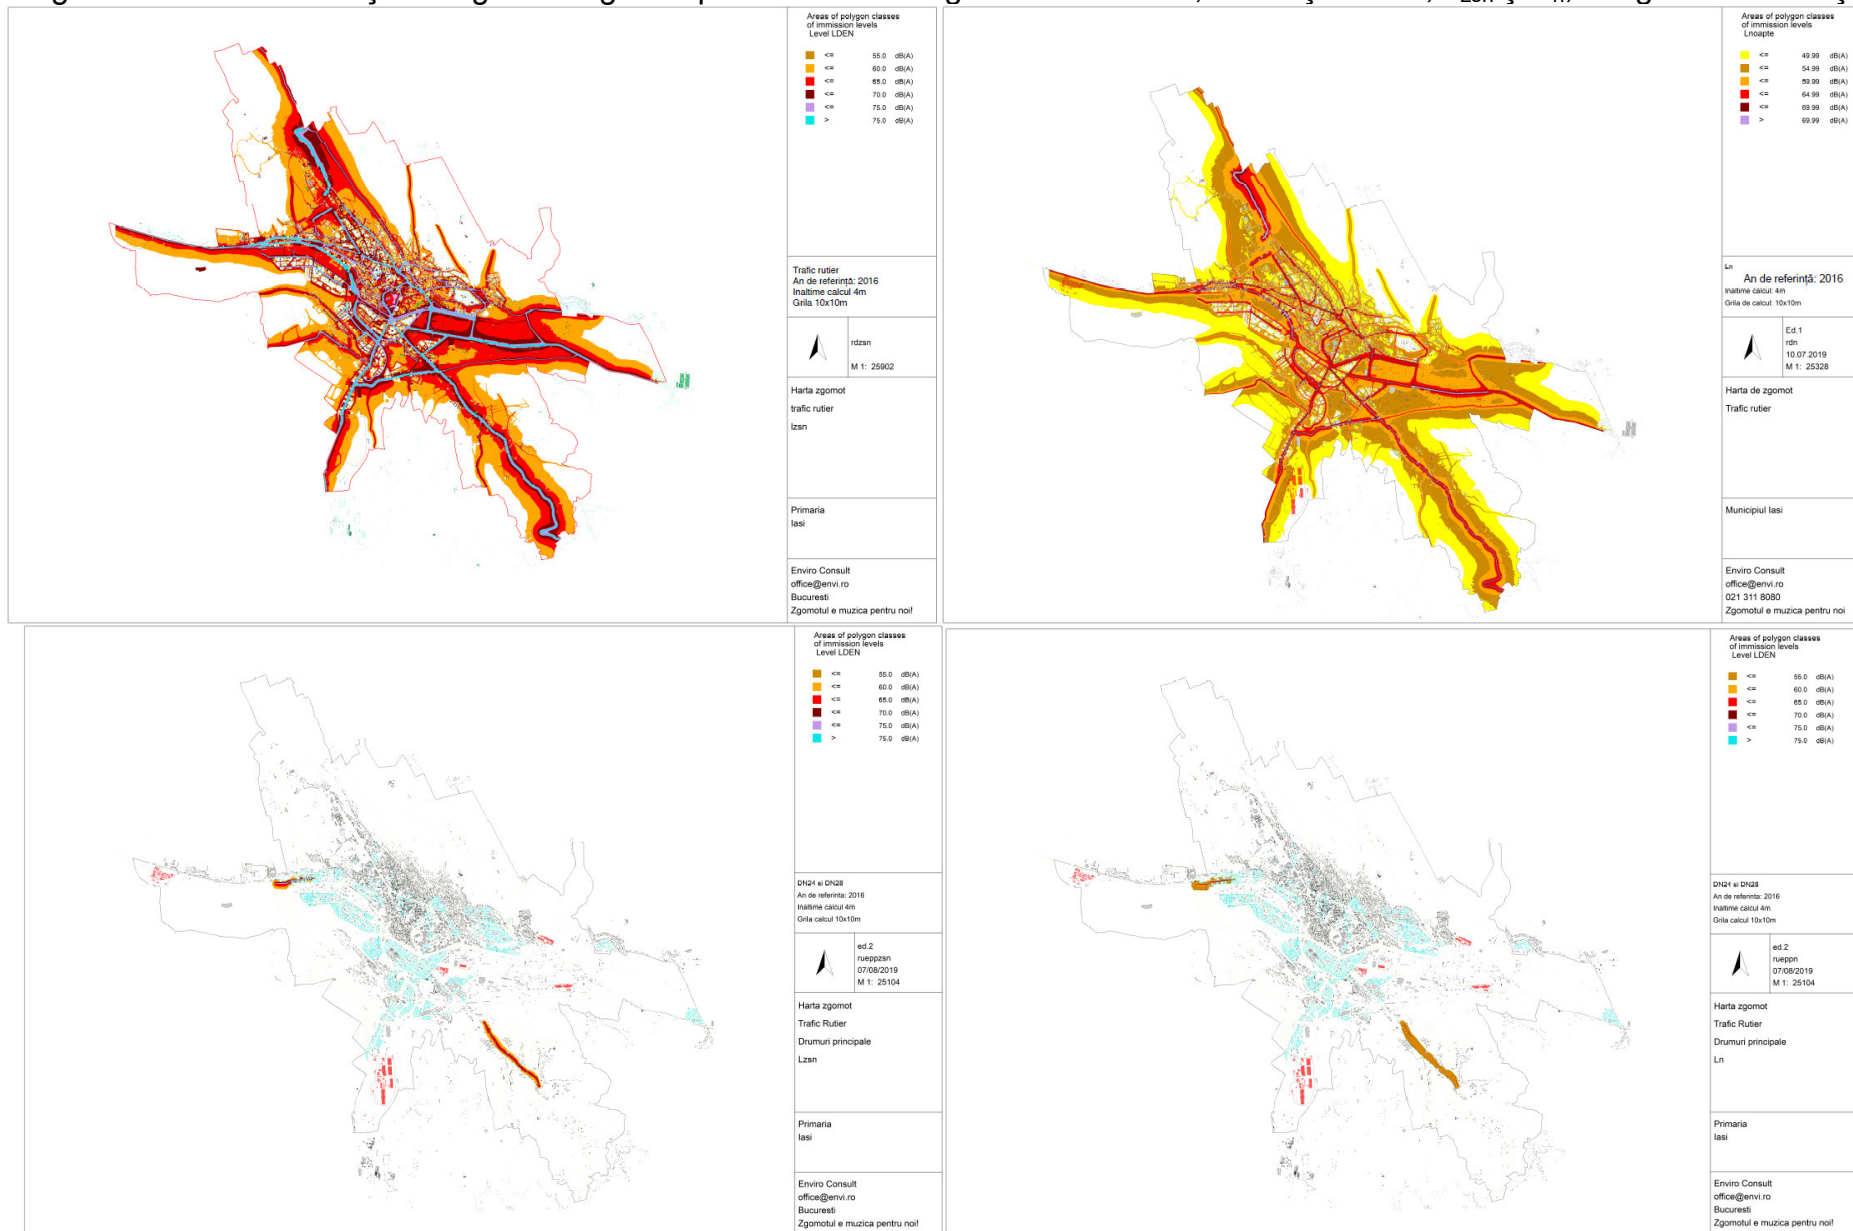 Areas of polygon classes
of immission levels
Level LDEN
<= 55.0 dB(A)
<= 60.0 dB(A)
<= 65.0 dB(A)
<= 70.0 dB(A)
<= 75.0 dB(A)
> 75.0 dB(A)
Trafic rutier
An de referință: 2016
Inaltime calcul 4m
Grila 10x10m
rdzsn
M 1: 25902
Harta zgomot
trafic rutier
lzsn
Primaria
Iasi
Enviro Consult
office@envi.ro
Bucuresti
Zgomotul e muzica pentru noi!
Areas of polygon classes
of immission levels
Lnoapte
<= 49.99 dB(A)
<= 54.99 dB(A)
<= 59.99 dB(A)
<= 64.99 dB(A)
<= 69.99 dB(A)
> 69.99 dB(A)
Ln
An de referință: 2016
Inaltime calcul: 4m
Grila de calcul: 10x10m
Ed.1
rdn
10.07.2019
M 1: 25328
Harta de zgomot
Trafic rutier
Municipiul Iasi
Enviro Consult
office@envi.ro
Bucuresti
021 311 8080
Zgomotul e muzica pentru noi
Areas of polygon classes
of immission levels
Level LDEN
<= 55.0 dB(A)
<= 60.0 dB(A)
<= 65.0 dB(A)
<= 70.0 dB(A)
<= 75.0 dB(A)
> 75.0 dB(A)
DN24 si DN28
An de referinta: 2016
Inaltime calcul 4m
Grila calcul 10x10m
ed.2
rueppzsn
07/08/2019
M 1: 25104
Harta zgomot
Trafic Rutier
Drumuri principale
Lzsn
Primaria
Iasi
Enviro Consult
office@envi.ro
Bucuresti
Zgomotul e muzica pentru noi!
Areas of polygon classes
of immission levels
Level LDEN
<= 55.0 dB(A)
<= 60.0 dB(A)
<= 65.0 dB(A)
<= 70.0 dB(A)
<= 75.0 dB(A)
> 75.0 dB(A)
DN24 si DN28
An de referinta: 2016
Inaltime calcul 4m
Grila calcul 10x10m
ed.2
rueppn
07/08/2019
M 1: 25104
Harta zgomot
Trafic Rutier
Drumuri principale
Ln
Primaria
Iasi
Enviro Consult
office@envi.ro
Bucuresti
Zgomotul e muzica pentru noi!